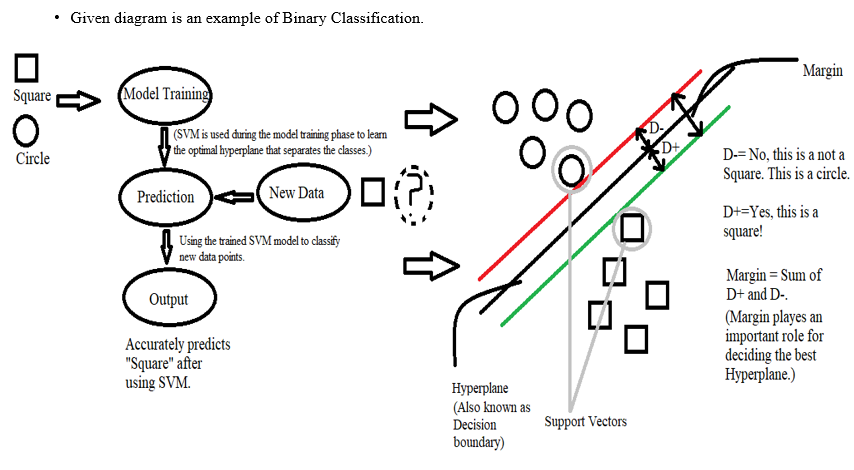 • Given diagram is an example of Binary Classification.
Square
Circle
Model Training
(SVM is used during the model training phase to learn
the optimal hyperplane that separates the classes.)
Prediction
New Data
?
Using the trained SVM model to classify
new data points.
Output
Accurately predicts
"Square" after
using SVM.
Margin
D-
D+
D-= No, this is a not a
Square. This is a circle.
D+=Yes, this is a
square!
Margin = Sum of
D+ and D-.
(Margin playes an
important role for
deciding the best
Hyperplane.)
Hyperplane
(Also known as
Decision
boundary)
Support Vectors